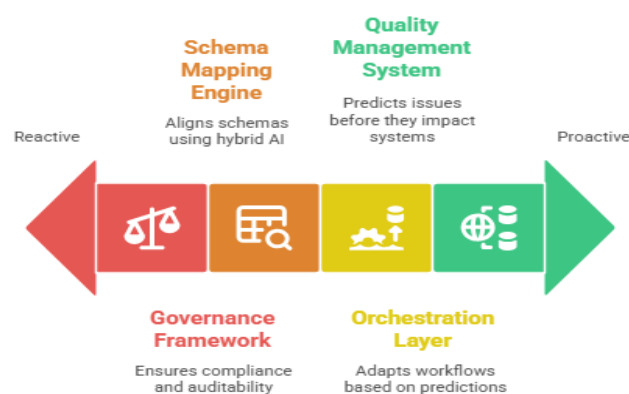 Quality
Management
System
Schema
Mapping
Engine
Predicts issues
before they impact
systems
Aligns schemas
using hybrid AI
Reactive
Proactive
Governance
Framework
Orchestration
Layer
Ensures compliance
and auditability
Adapts workflows
based on predictions